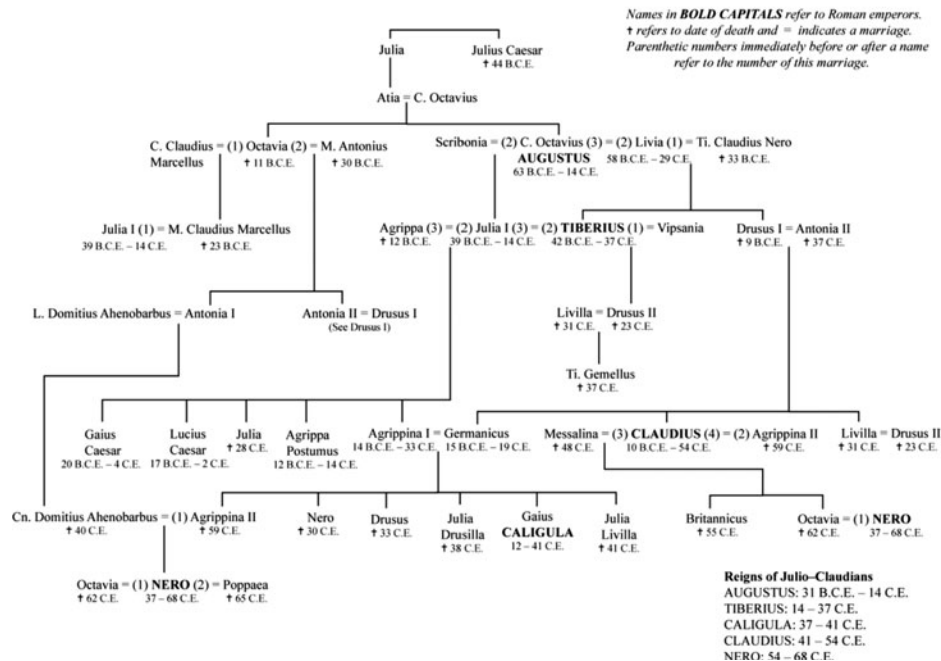 Names in BOLD CAPITALS refer to Roman emperors.
✝ refers to date of death and = indicates a marriage.
Parenthetic numbers immediately before or after a name
refer to the number of this marriage.
Julia Julius Caesar
✝ 44 B.C.E.
Atia = C. Octavius
C. Claudius = (1) Octavia (2) = M. Antonius
Marcellus ✝ 11 B.C.E. ✝ 30 B.C.E.
Scribonia = (2) C. Octavius (3) = (2) Livia (1) = Ti. Claudius Nero
AUGUSTUS 58 B.C.E. – 29 C.E. ✝ 33 B.C.E.
63 B.C.E. – 14 C.E.
Julia I (1) = M. Claudius Marcellus
39 B.C.E. – 14 C.E. ✝ 23 B.C.E.
Agrippa (3) = (2) Julia I (3) = (2) TIBERIUS (1) = Vipsania
✝ 12 B.C.E. 39 B.C.E. – 14 C.E. 42 B.C.E. – 37 C.E.
Drusus I = Antonia II
✝ 9 B.C.E. ✝ 37 C.E.
L. Domitius Ahenobarbus = Antonia I
Antonia II = Drusus I
(See Drusus I)
Livilla = Drusus II
✝ 31 C.E. ✝ 23 C.E.
Ti. Gemellus
✝ 37 C.E.
Gaius
Caesar
20 B.C.E. – 4 C.E.
Lucius
Caesar
17 B.C.E. – 2 C.E.
Julia
✝ 28 C.E.
Agrippa
Postumus
12 B.C.E. – 14 C.E.
Agrippina I = Germanicus
14 B.C.E. – 33 C.E. 15 B.C.E. – 19 C.E.
Messalina = (3) CLAUDIUS (4) = (2) Agrippina II
✝ 48 C.E. 10 B.C.E. – 54 C.E. ✝ 59 C.E.
Livilla = Drusus II
✝ 31 C.E. ✝ 23 C.E.
Cn. Domitius Ahenobarbus = (1) Agrippina II
✝ 40 C.E. ✝ 59 C.E.
Nero
✝ 30 C.E.
Drusus
✝ 33 C.E.
Julia
Drusilla
✝ 38 C.E.
Gaius
CALIGULA
12 – 41 C.E.
Julia
Livilla
✝ 41 C.E.
Britannicus
✝ 55 C.E.
Octavia = (1) NERO
✝ 62 C.E. 37 – 68 C.E.
Octavia = (1) NERO (2) = Poppaea
✝ 62 C.E. 37 – 68 C.E. ✝ 65 C.E.
Reigns of Julio–Claudians
AUGUSTUS: 31 B.C.E. – 14 C.E.
TIBERIUS: 14 – 37 C.E.
CALIGULA: 37 – 41 C.E.
CLAUDIUS: 41 – 54 C.E.
NERO: 54 – 68 C.E.